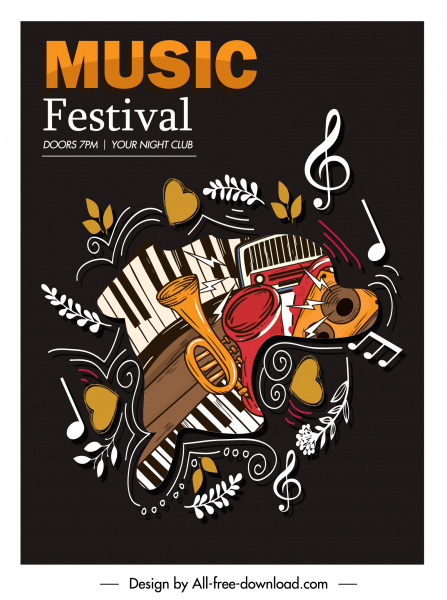 MUSIC
Festival
DOORS 7PM | YOUR NIGHT CLUB
Design by All-free-download.com